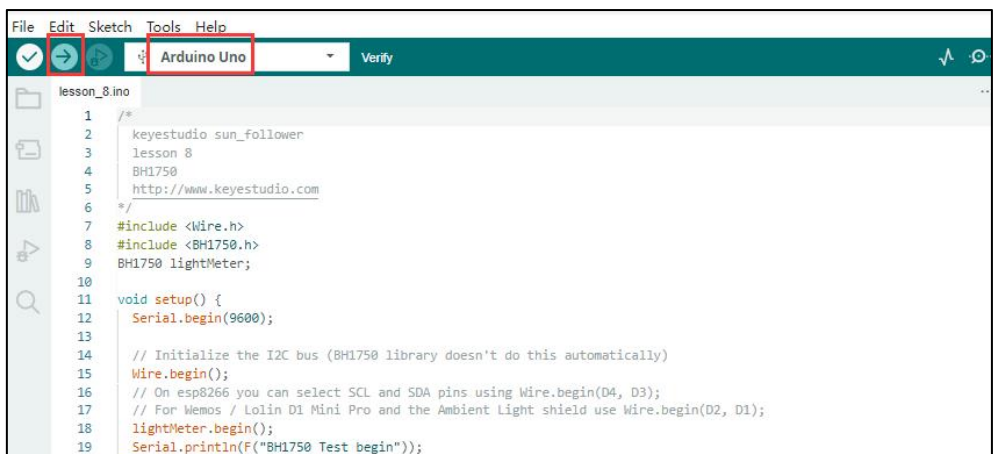 File Edit Sketch Tools Help
Arduino Uno Verify
lesson_8.ino
1 /*
2 keyestudio sun_follower
3 lesson 8
4 BH1750
5 http://www.keyestudio.com
6 */
7 #include <Wire.h>
8 #include <BH1750.h>
9 BH1750 lightMeter;
10
11 void setup() {
12 Serial.begin(9600);
13
14 // Initialize the I2C bus (BH1750 library doesn't do this automatically)
15 Wire.begin();
16 // On esp8266 you can select SCL and SDA pins using Wire.begin(D4, D3);
17 // For Wemos / Lolin D1 Mini Pro and the Ambient Light shield use Wire.begin(D2, D1);
18 lightMeter.begin();
19 Serial.println(F("BH1750 Test begin"));